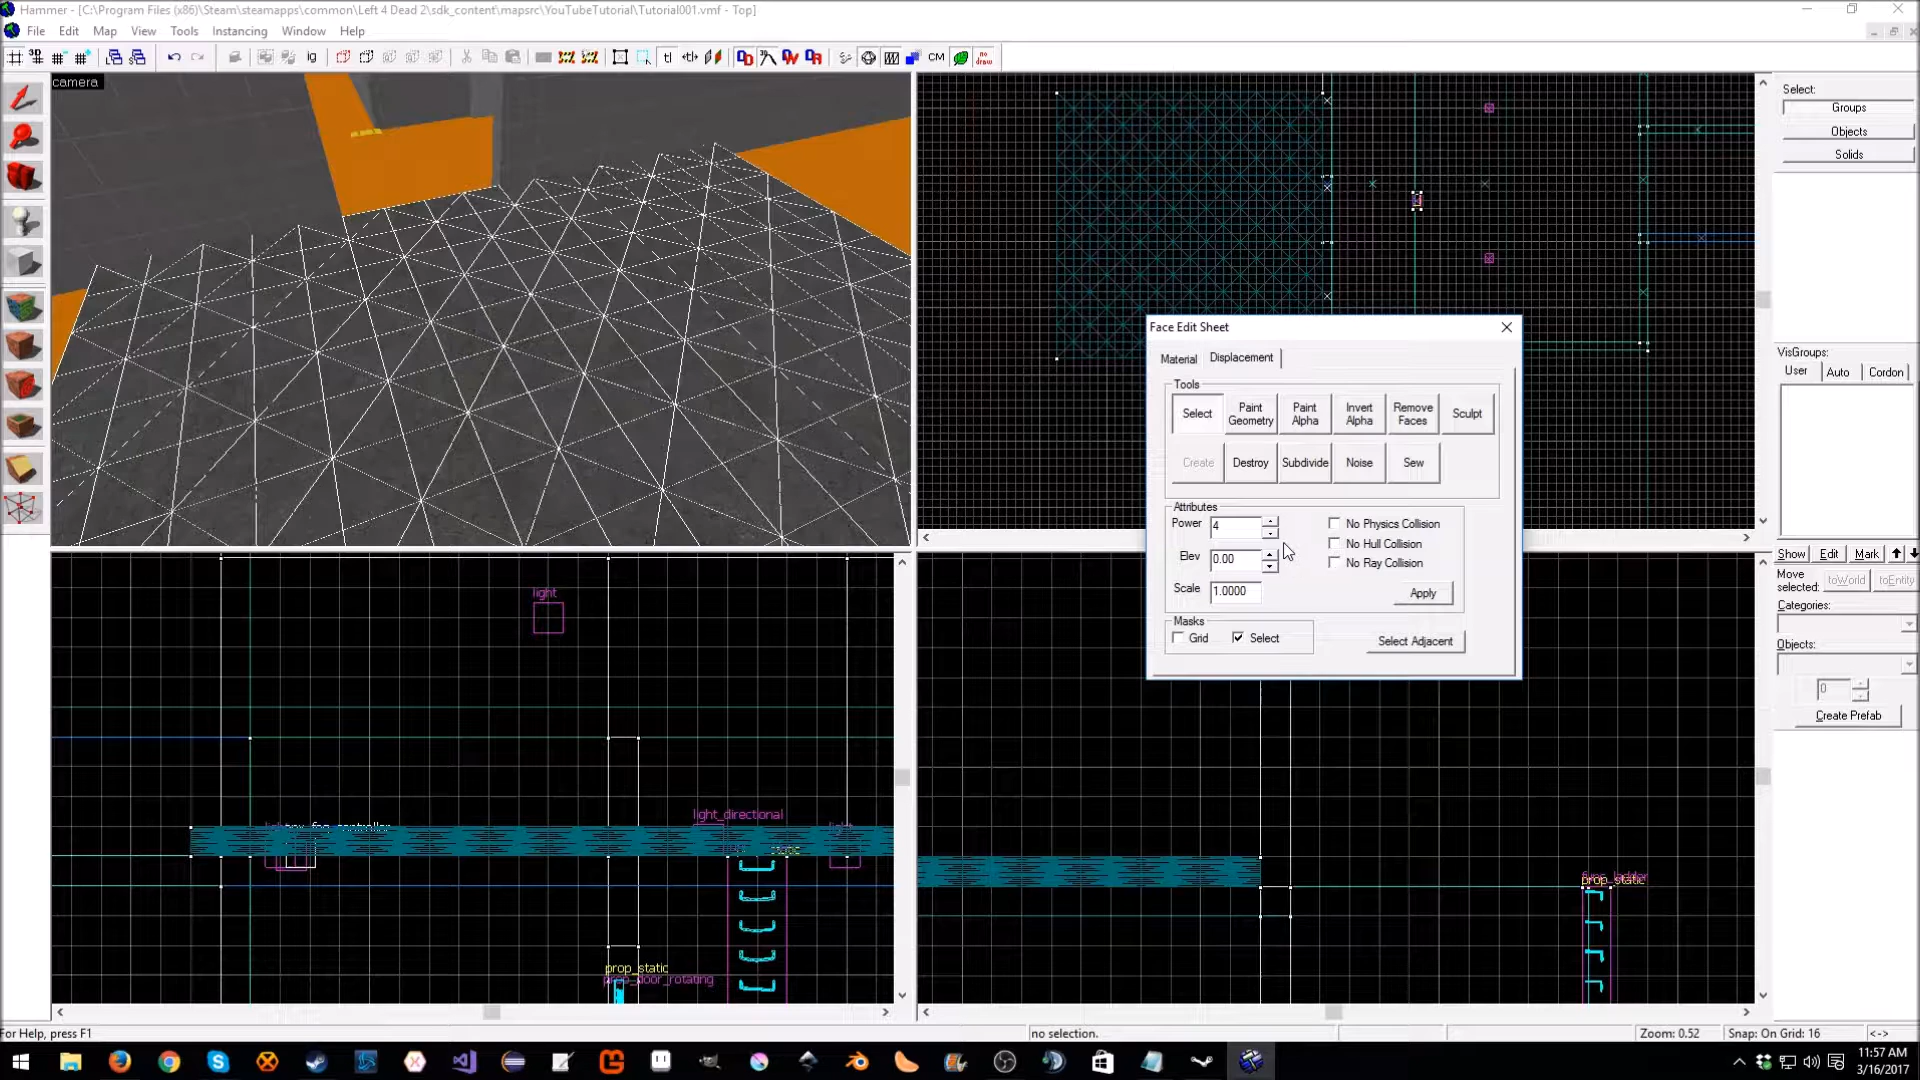 Hammer - [C:\Program Files (x86)\Steam\steamapps\common\Left 4 Dead 2\sdk_content\mapsrc\YouTubeTutorial\Tutorial001.vmf - Top]
File Edit Map View Tools Instancing Window Help
3D
ig
tl
CM
no draw
camera
Select:
Groups
Objects
Solids
VisGroups:
User Auto Cordon
Show Edit Mark
Move selected: toWorld toEntity
Categories:
Objects:
0
Create Prefab
Face Edit Sheet
Material Displacement
Tools
Select Paint Geometry Paint Alpha Invert Alpha Remove Faces Sculpt
Create Destroy Subdivide Noise Sew
Attributes
Power 4
Elev 0.00
Scale 1.0000
No Physics Collision
No Hull Collision
No Ray Collision
Apply
Masks
Grid Select
Select Adjacent
light
light_directional
prop_static
prop_door_rotating
prop_static
For Help, press F1
no selection.
Zoom: 0.52
Snap: On Grid: 16
<->
11:57 AM
3/16/2017